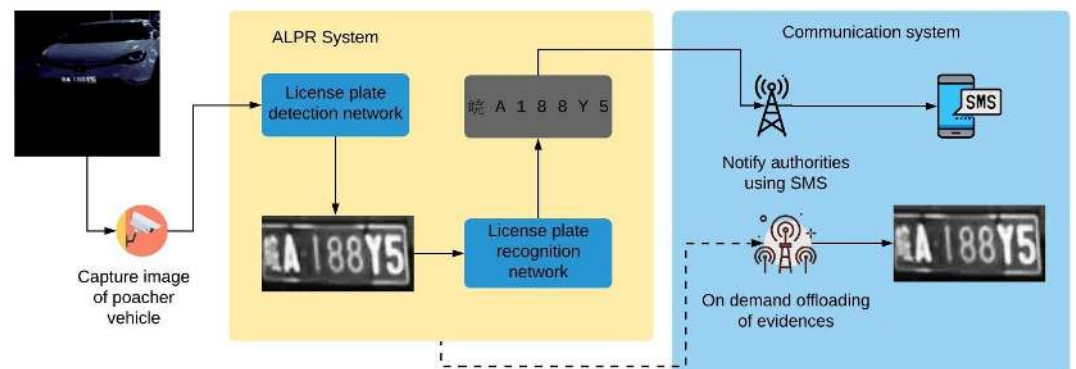 ALPR System
Communication system
License plate
detection network
皖 A 1 8 8 Y 5
SMS
Notify authorities
using SMS
A 188Y5
License plate
recognition
network
A 188Y5
Capture image
of poacher
vehicle
On demand offloading
of evidences